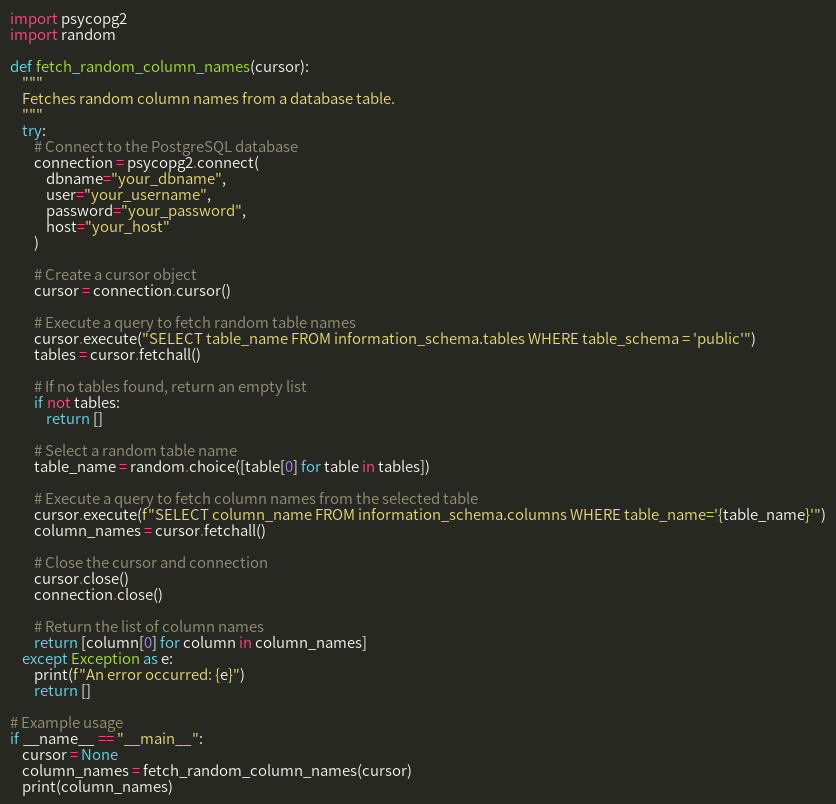 import psycopg2
import random

def fetch_random_column_names(cursor):
    """
    Fetches random column names from a database table.
    """
    try:
        # Connect to the PostgreSQL database
        connection = psycopg2.connect(
            dbname="your_dbname",
            user="your_username",
            password="your_password",
            host="your_host"
        )

        # Create a cursor object
        cursor = connection.cursor()

        # Execute a query to fetch random table names
        cursor.execute("SELECT table_name FROM information_schema.tables WHERE table_schema = 'public'")
        tables = cursor.fetchall()

        # If no tables found, return an empty list
        if not tables:
            return []

        # Select a random table name
        table_name = random.choice([table[0] for table in tables])

        # Execute a query to fetch column names from the selected table
        cursor.execute(f"SELECT column_name FROM information_schema.columns WHERE table_name='{table_name}'")
        column_names = cursor.fetchall()

        # Close the cursor and connection
        cursor.close()
        connection.close()

        # Return the list of column names
        return [column[0] for column in column_names]
    except Exception as e:
        print(f"An error occurred: {e}")
        return []

# Example usage
if __name__ == "__main__":
    cursor = None
    column_names = fetch_random_column_names(cursor)
    print(column_names)